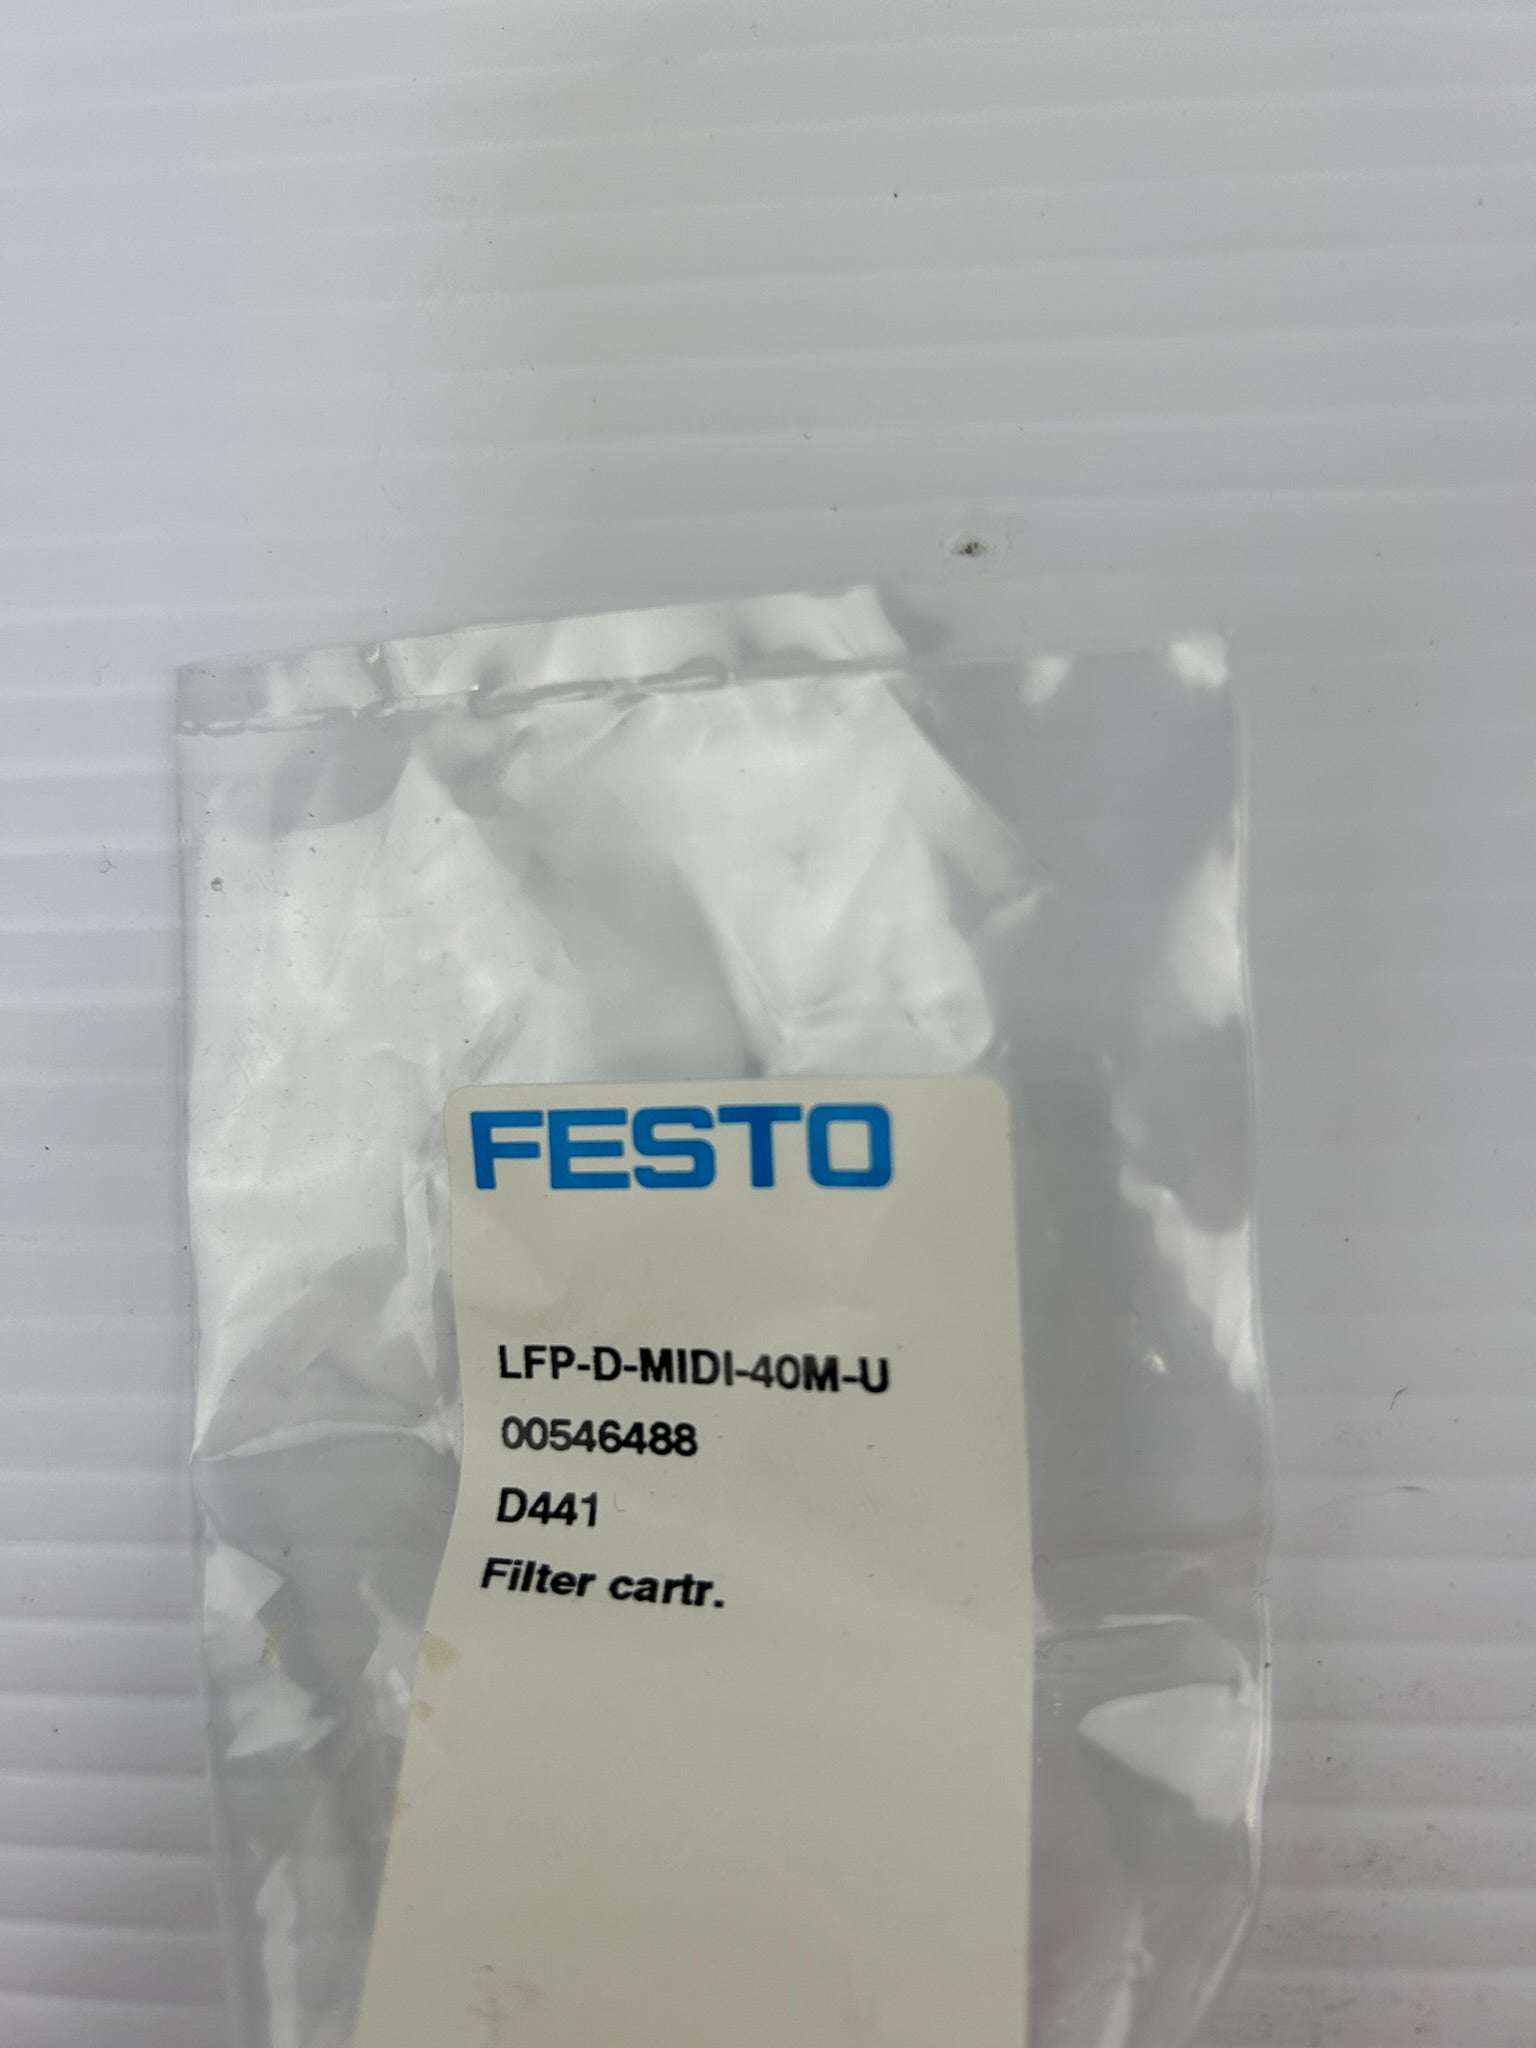 FESTO
LFP-D-MIDI-40M-U
00546488
D441
Filter cartr.